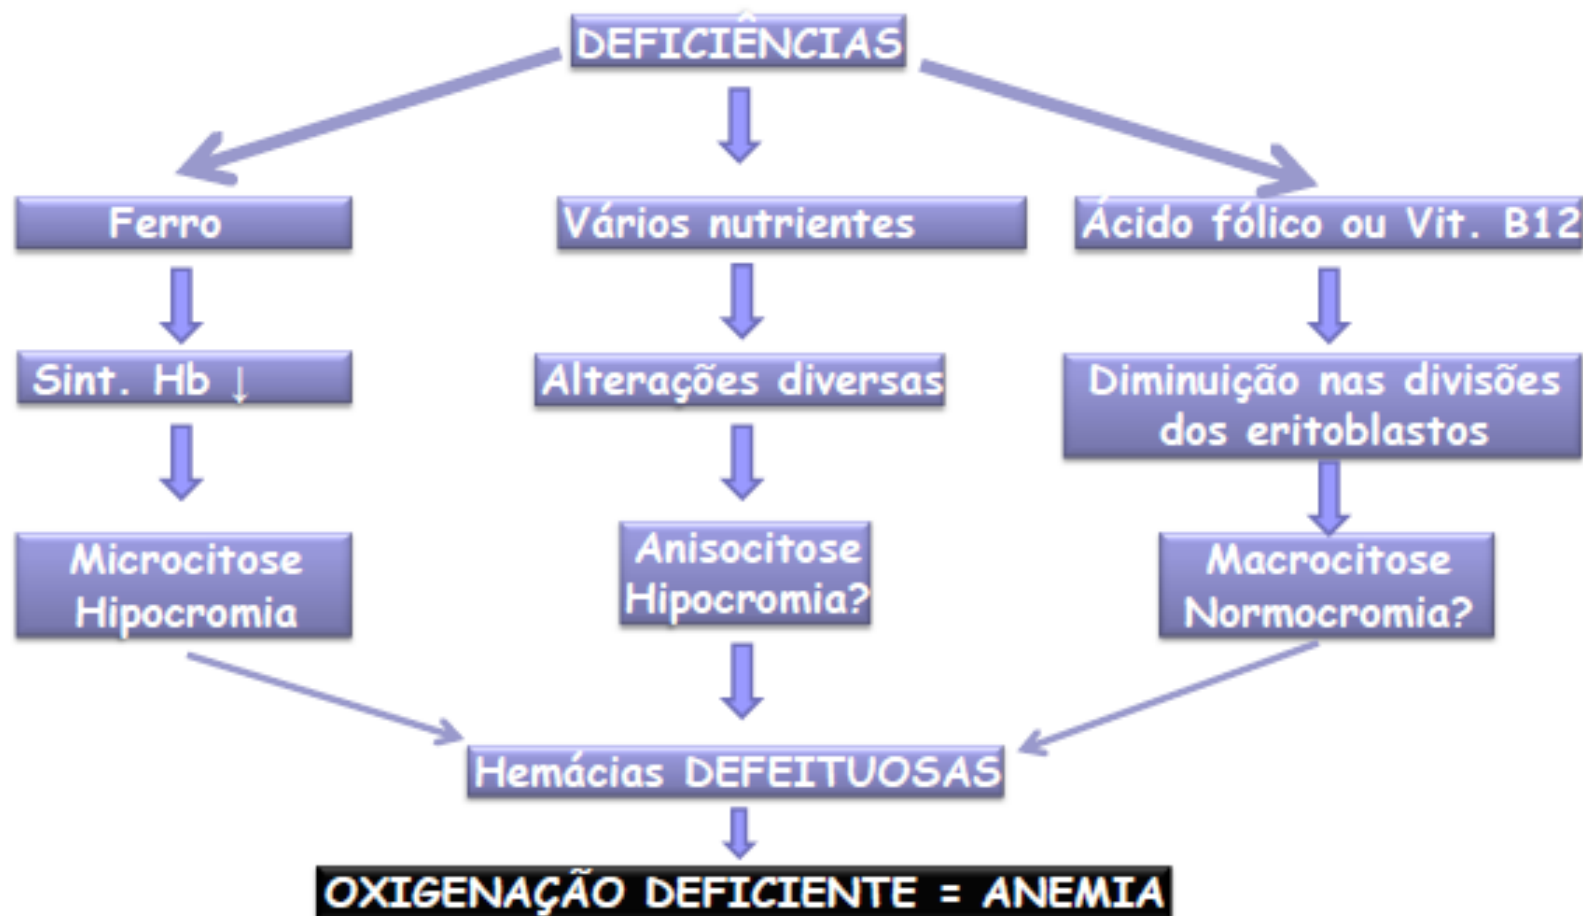 DEFICIÊNCIAS
Ferro
Vários nutrientes
Ácido fólico ou Vit. B12
Sint. Hb ↓
Alterações diversas
Diminuição nas divisões
dos eritoblastos
Microcitose
Hipocromia
Anisocitose
Hipocromia?
Macrocitose
Normocromia?
Hemácias DEFEITUOSAS
OXIGENAÇÃO DEFICIENTE = ANEMIA